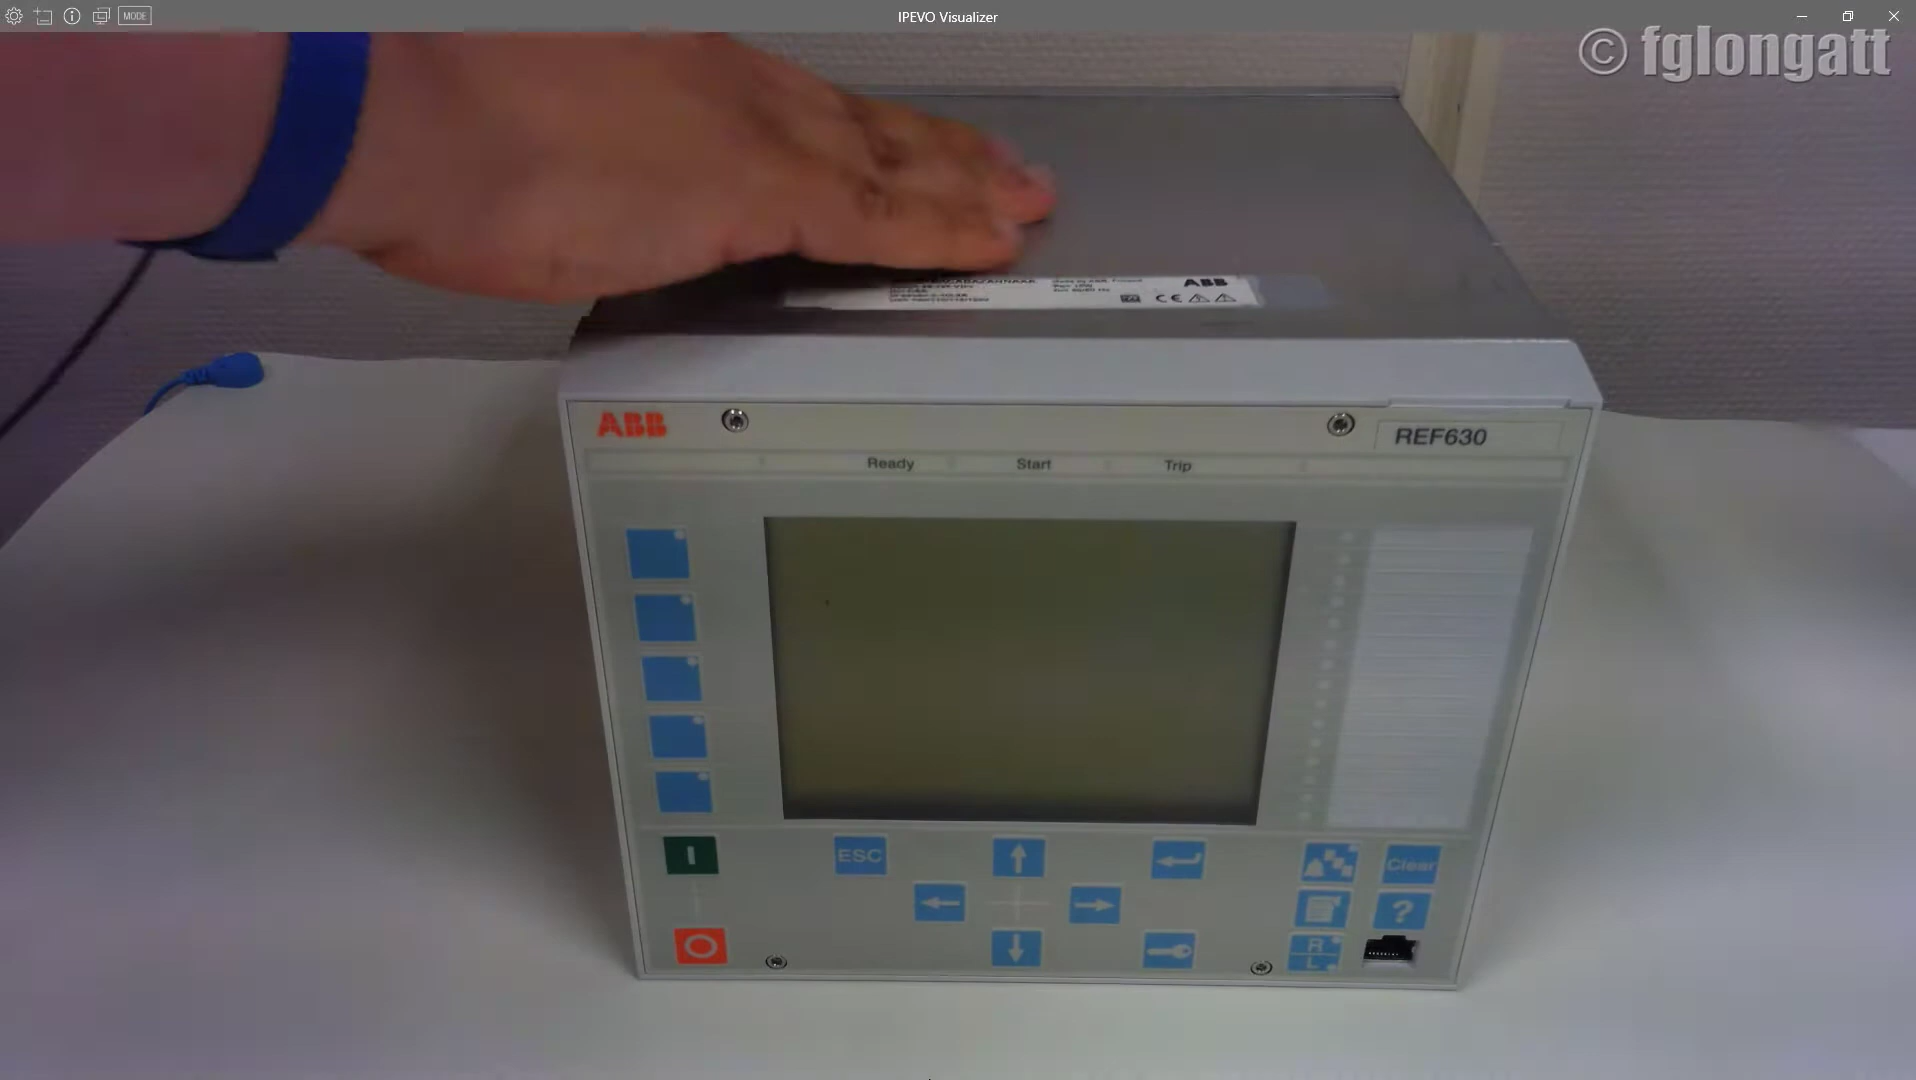 MODE
IPEVO Visualizer
© fglongatt
ABB
ABB
REF630
Ready
Start
Trip
ESC
Clear
?
R
L